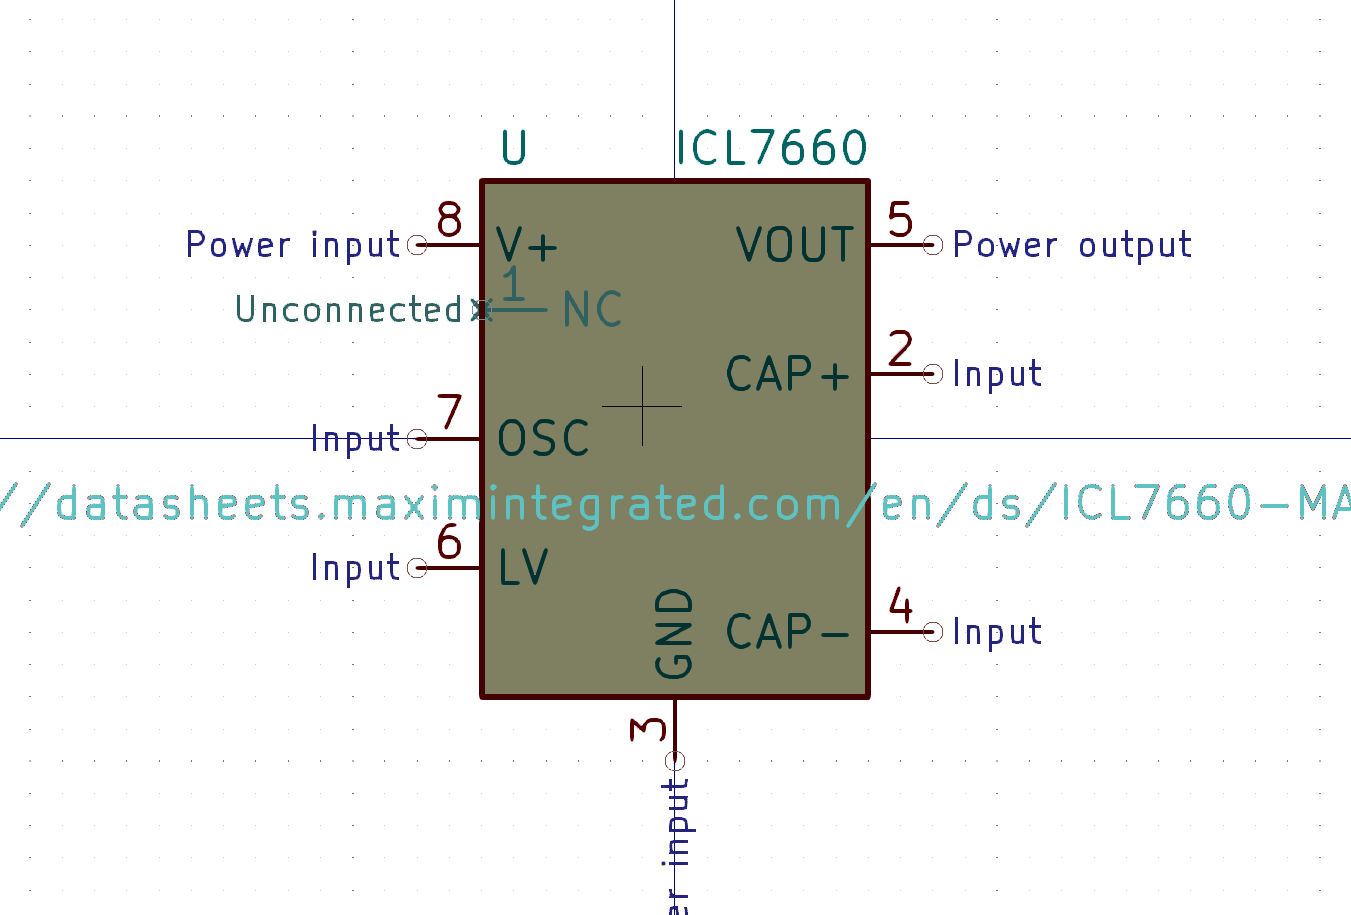 U ICL7660
Power input 8 V+ VOUT 5 Power output
Unconnected 1 NC
CAP+ 2 Input
Input 7 OSC
//datasheets.maximintegrated.com/en/ds/ICL7660-MA
Input 6 LV
GND
CAP- 4 Input
3
er input